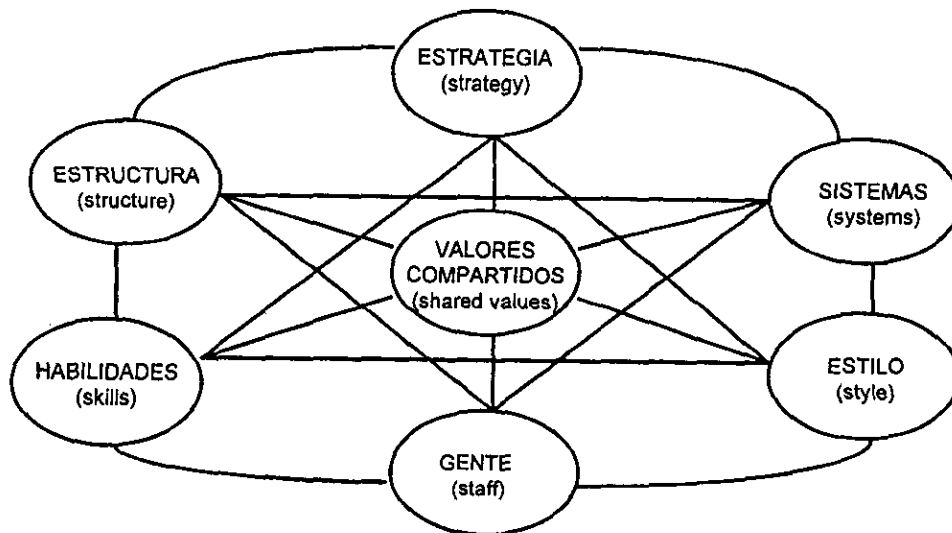 ESTRATEGIA
(strategy)
ESTRUCTURA
(structure)
SISTEMAS
(systems)
VALORES
COMPARTIDOS
(shared values)
HABILIDADES
(skills)
ESTILO
(style)
GENTE
(staff)